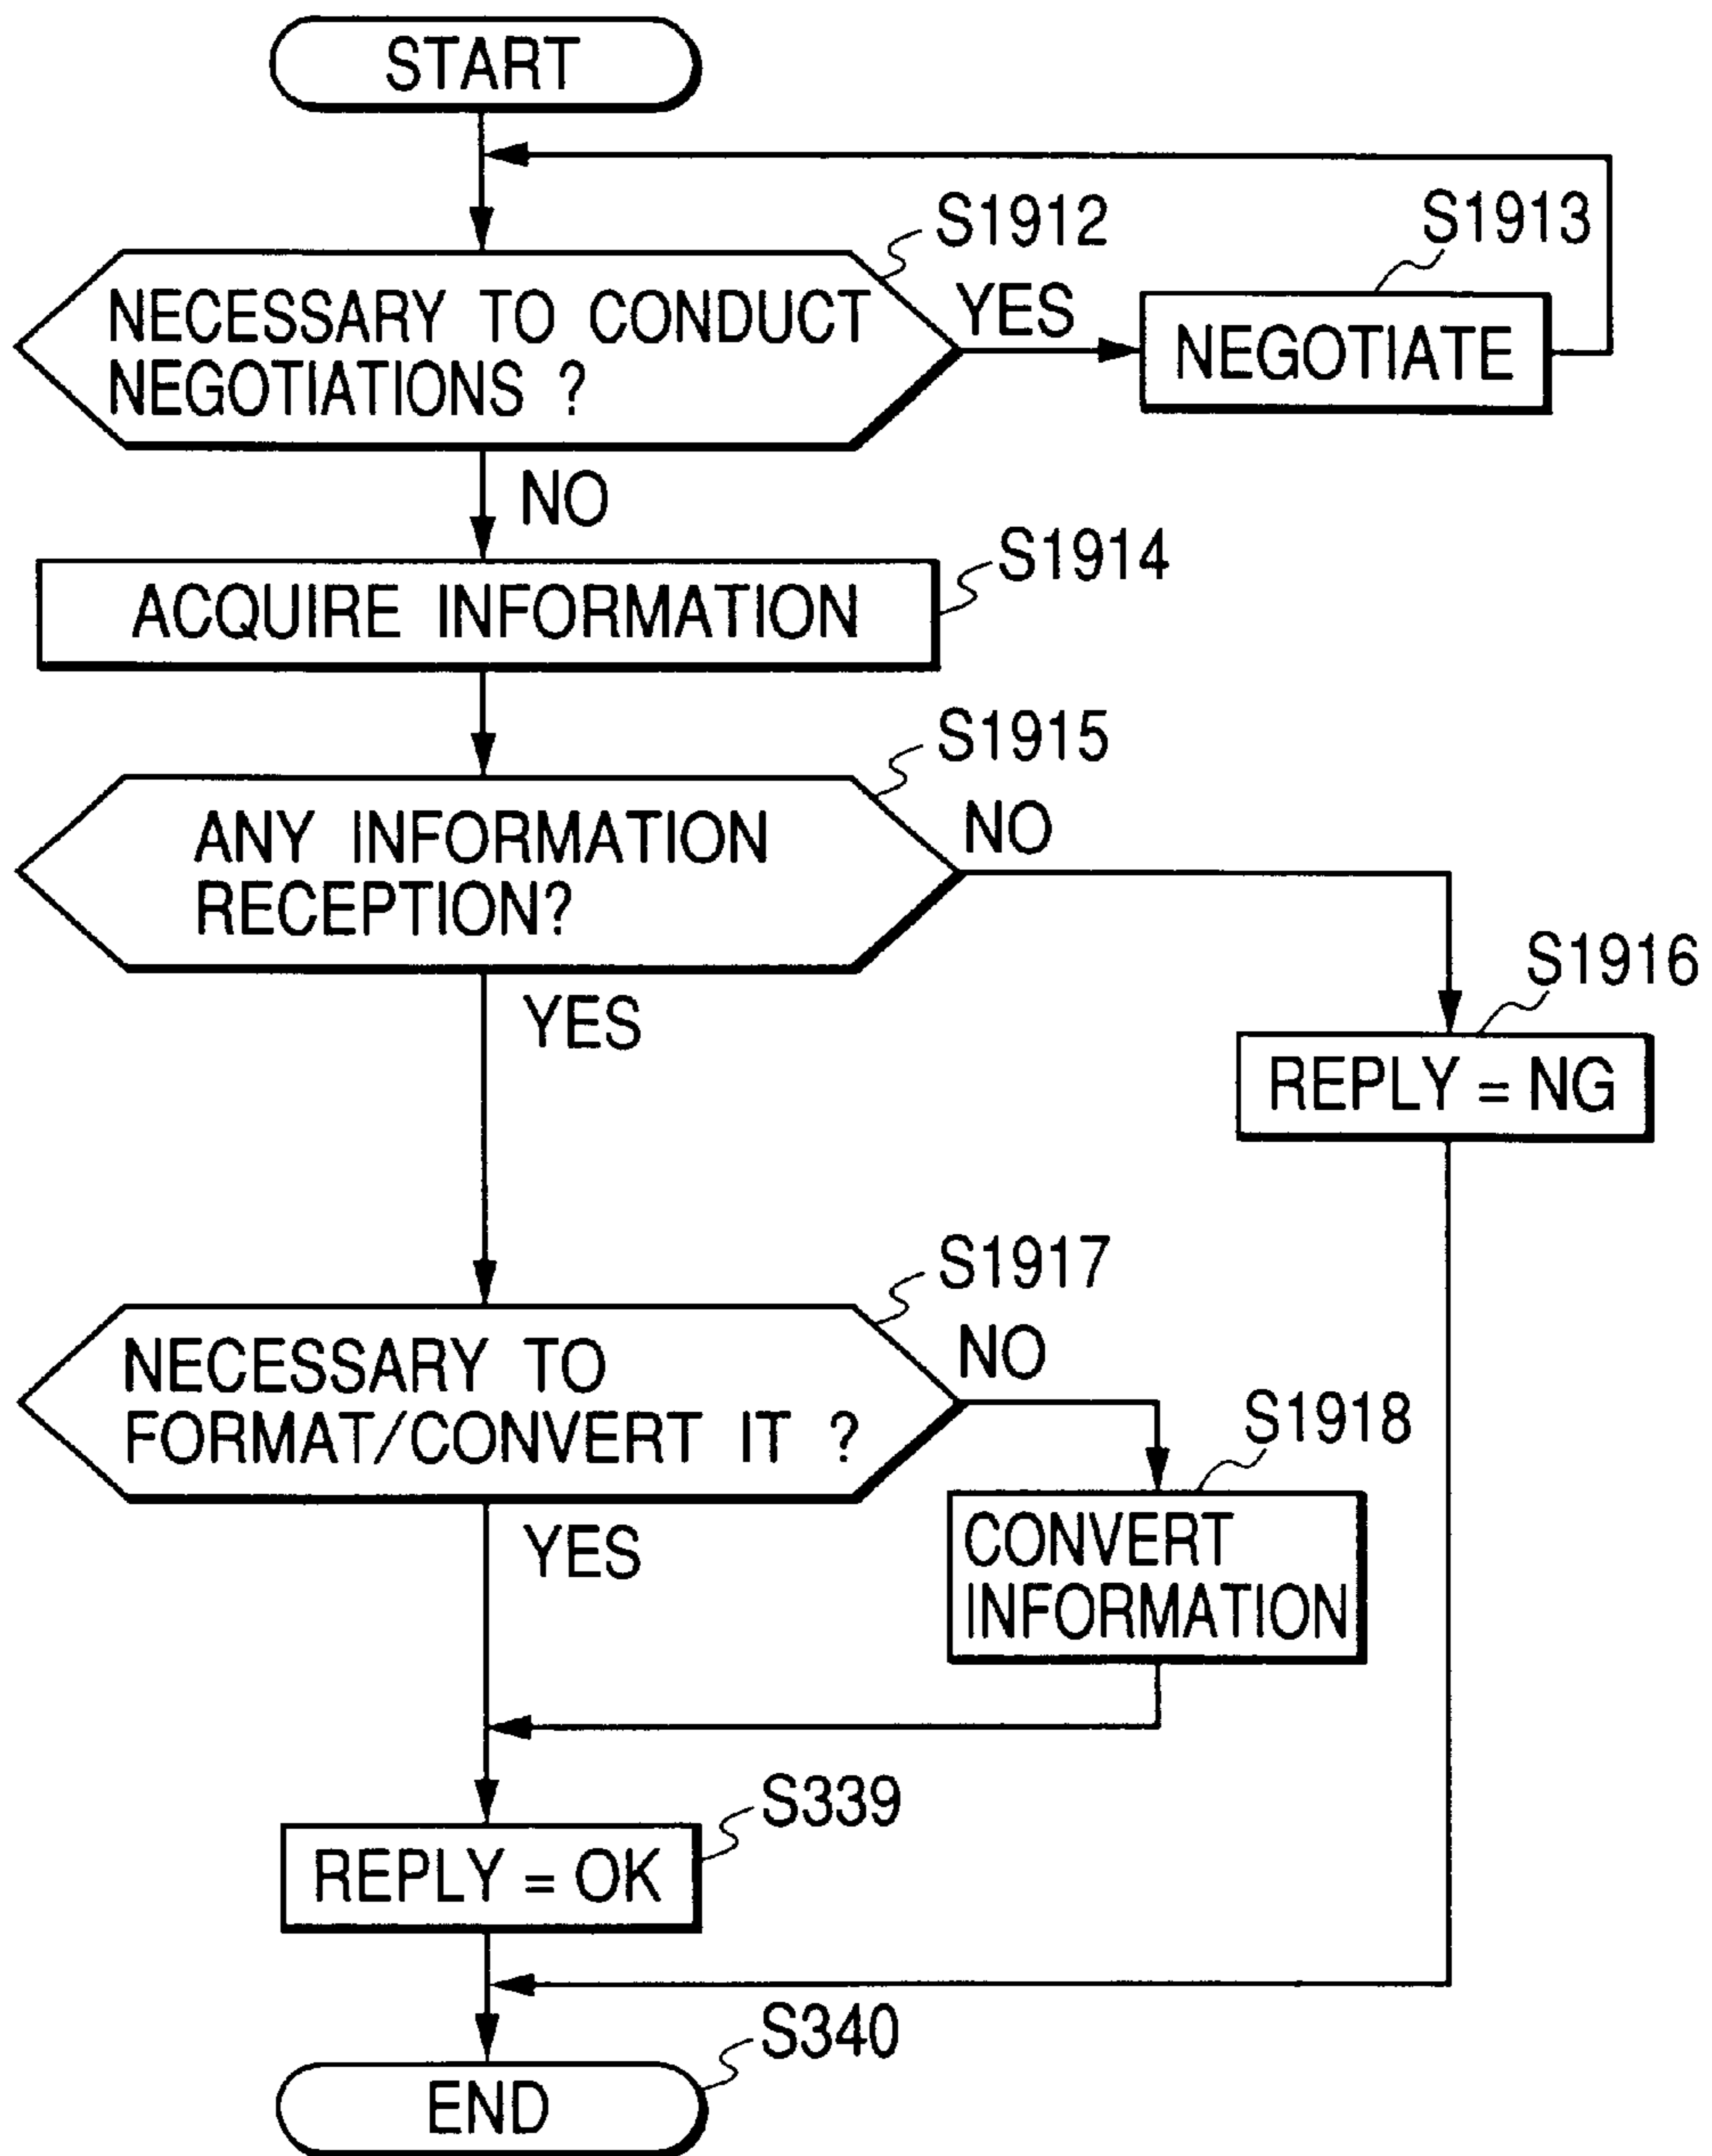 START
S1912
S1913
NECESSARY TO CONDUCT
NEGOTIATIONS ?
YES
NEGOTIATE
NO
S1914
ACQUIRE INFORMATION
S1915
ANY INFORMATION
RECEPTION?
NO
YES
S1916
REPLY = NG
S1917
NECESSARY TO
FORMAT/CONVERT IT ?
NO
S1918
YES
CONVERT
INFORMATION
S339
REPLY = OK
S340
END